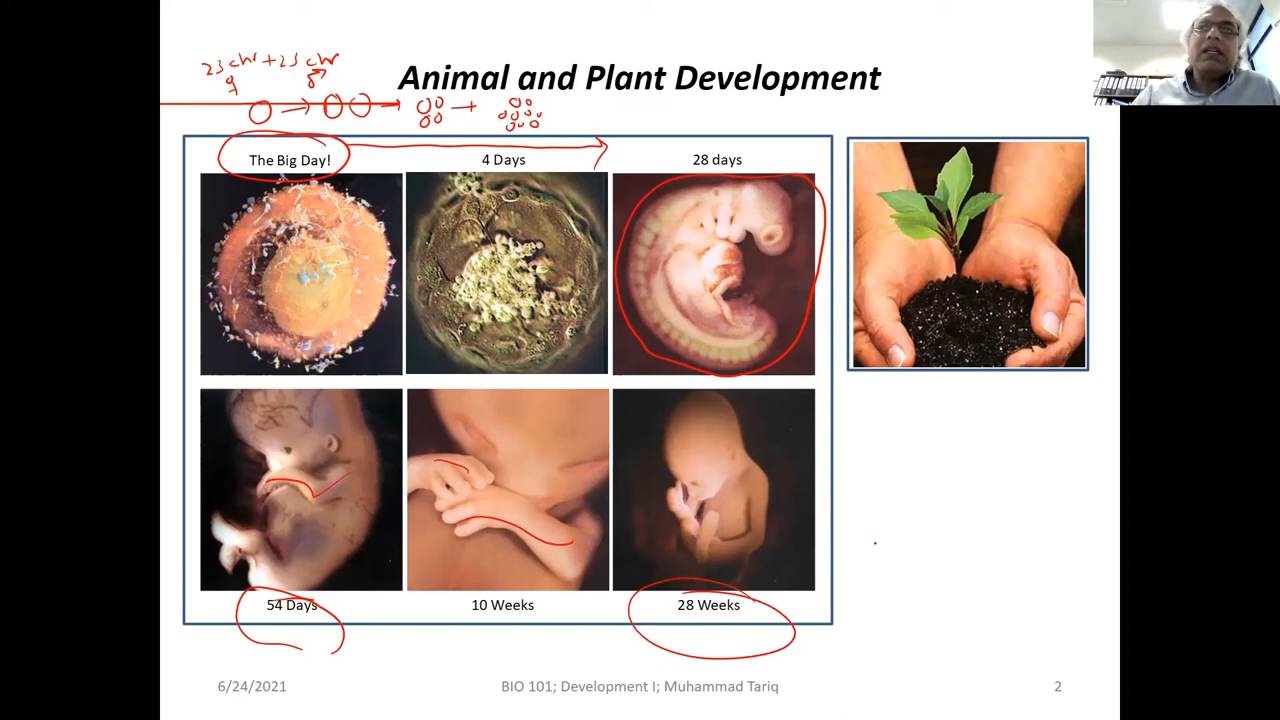 23 chr + 23 chr
♀ ♂
Animal and Plant Development
The Big Day!
4 Days
28 days
54 Days
10 Weeks
28 Weeks
6/24/2021
BIO 101; Development I; Muhammad Tariq
2